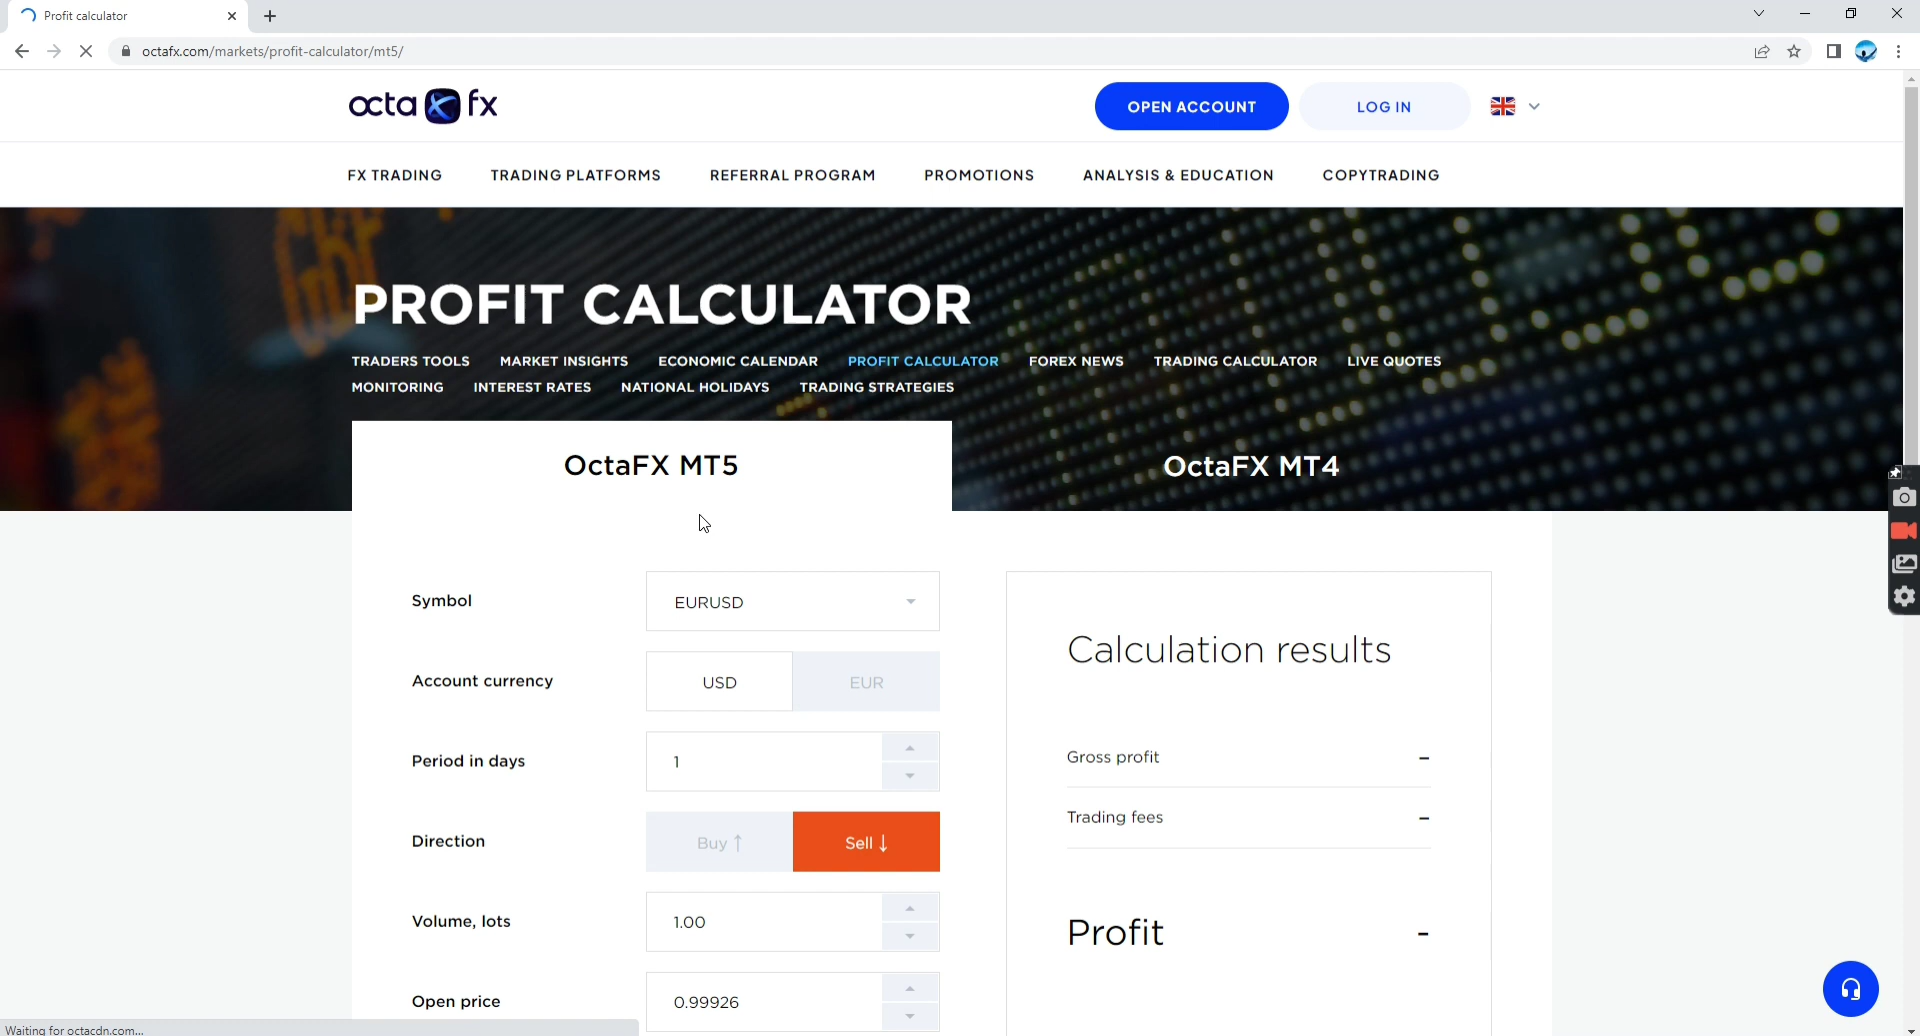 Profit calculator
octafx.com/markets/profit-calculator/mt5/
octa fx
OPEN ACCOUNT
LOG IN
FX TRADING
TRADING PLATFORMS
REFERRAL PROGRAM
PROMOTIONS
ANALYSIS & EDUCATION
COPYTRADING
PROFIT CALCULATOR
TRADERS TOOLS
MARKET INSIGHTS
ECONOMIC CALENDAR
PROFIT CALCULATOR
FOREX NEWS
TRADING CALCULATOR
LIVE QUOTES
MONITORING
INTEREST RATES
NATIONAL HOLIDAYS
TRADING STRATEGIES
OctaFX MT5
OctaFX MT4
Symbol
EURUSD
Account currency
USD
EUR
Period in days
1
Direction
Buy ↑
Sell ↓
Volume, lots
1.00
Open price
0.99926
Calculation results
Gross profit –
Trading fees –
Profit -
Waiting for octacdn.com...